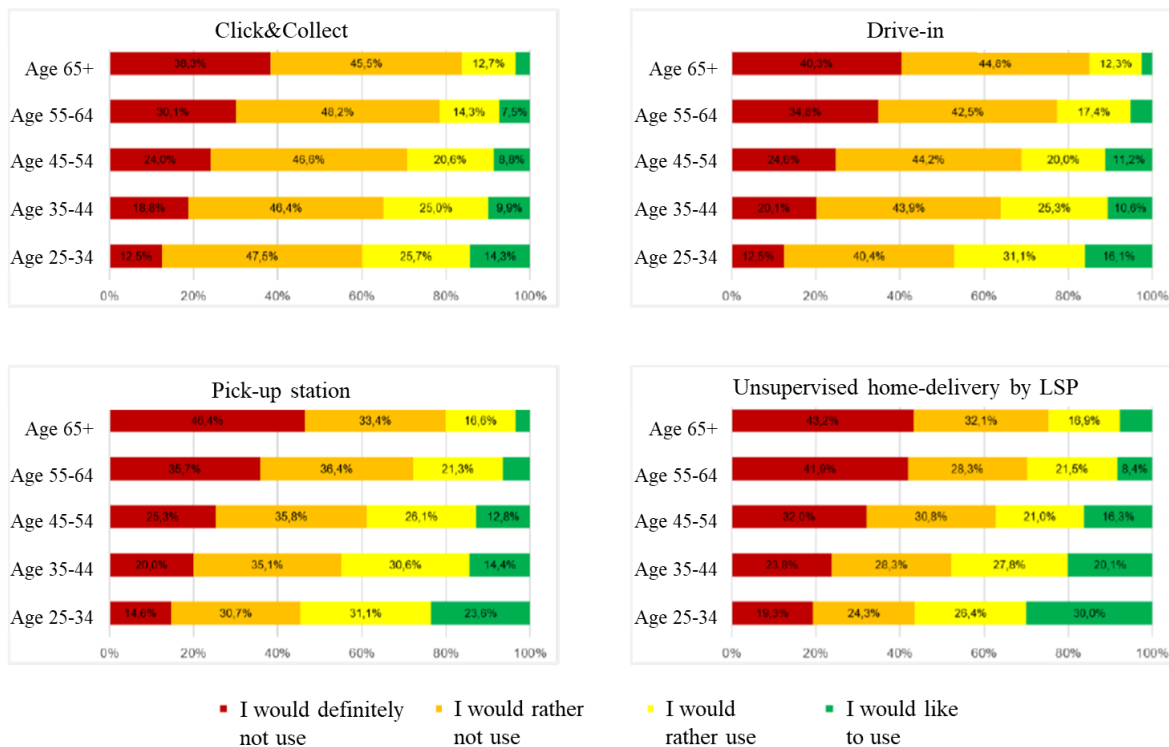 Click&Collect
Age 65+ 38,3% 45,5% 12,7%
Age 55-64 30,1% 48,2% 14,3% 7,5%
Age 45-54 24,0% 46,6% 20,6% 8,8%
Age 35-44 18,8% 46,4% 25,0% 9,9%
Age 25-34 12,5% 47,5% 25,7% 14,3%
0% 20% 40% 60% 80% 100%
Drive-in
Age 65+ 40,3% 44,8% 12,3%
Age 55-64 34,8% 42,5% 17,4%
Age 45-54 24,6% 44,2% 20,0% 11,2%
Age 35-44 20,1% 43,9% 25,3% 10,6%
Age 25-34 12,5% 40,4% 31,1% 16,1%
0% 20% 40% 60% 80% 100%
Pick-up station
Age 65+ 46,4% 33,4% 16,6%
Age 55-64 35,7% 36,4% 21,3%
Age 45-54 25,3% 35,8% 26,1% 12,8%
Age 35-44 20,0% 35,1% 30,6% 14,4%
Age 25-34 14,6% 30,7% 31,1% 23,6%
0% 20% 40% 60% 80% 100%
Unsupervised home-delivery by LSP
Age 65+ 43,2% 32,1% 16,9%
Age 55-64 41,9% 28,3% 21,5% 8,4%
Age 45-54 32,0% 30,8% 21,0% 16,3%
Age 35-44 23,8% 28,3% 27,8% 20,1%
Age 25-34 19,3% 24,3% 26,4% 30,0%
0% 20% 40% 60% 80% 100%
I would definitely
not use
I would rather
not use
I would
rather use
I would like
to use